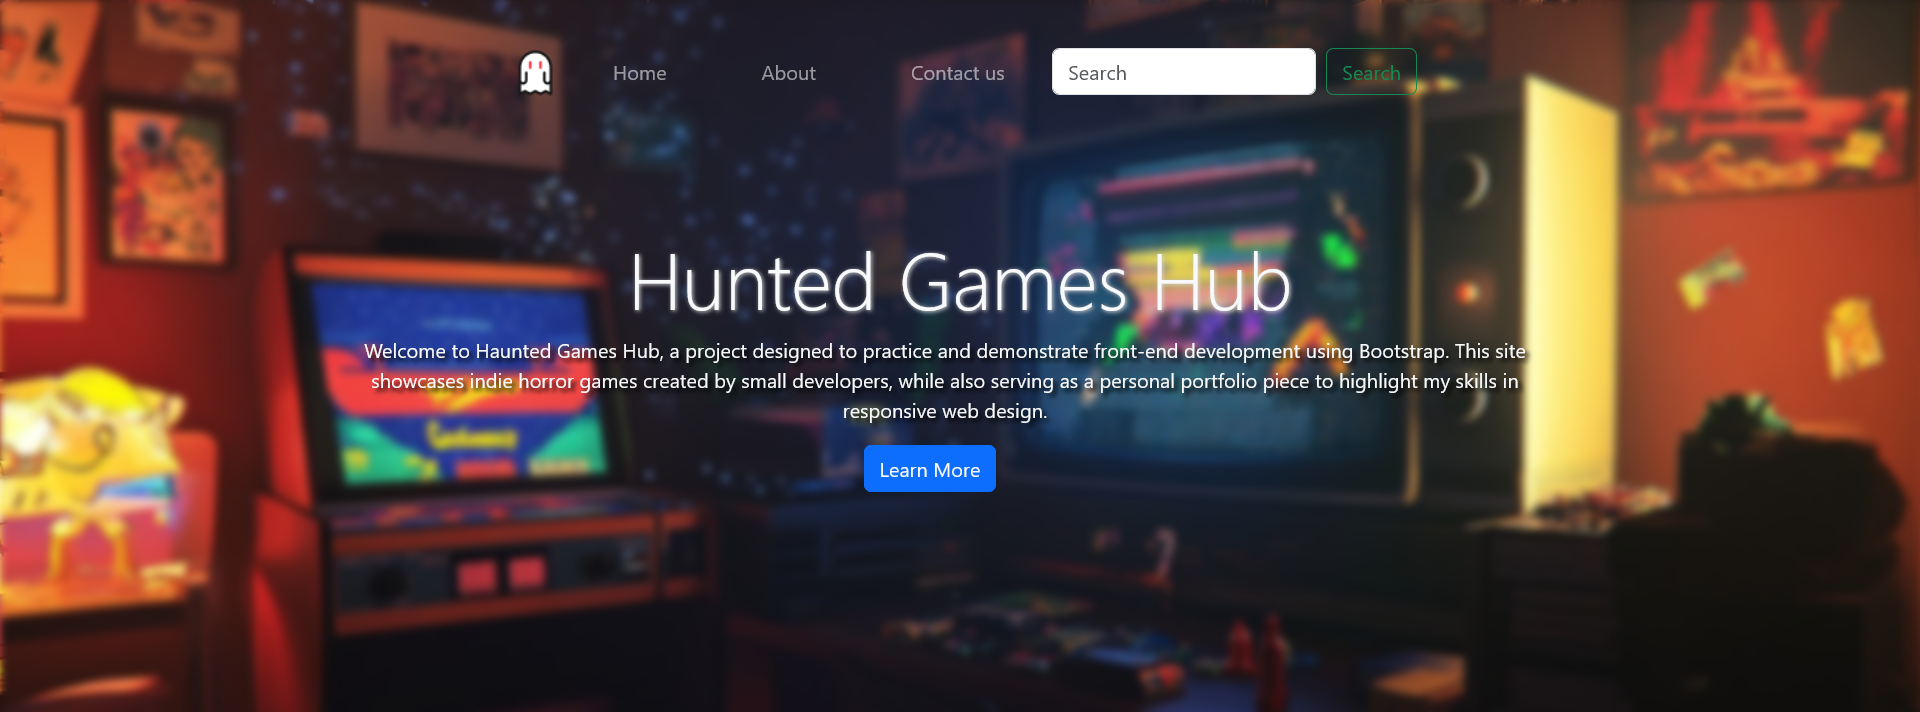 Home About Contact us Search Search
Hunted Games Hub
Welcome to Haunted Games Hub, a project designed to practice and demonstrate front-end development using Bootstrap. This site
showcases indie horror games created by small developers, while also serving as a personal portfolio piece to highlight my skills in
responsive web design.
Learn More